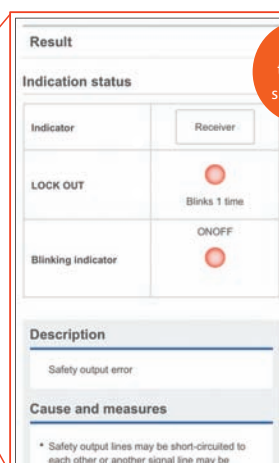 Result
Indication status
Indicator
Receiver
LOCK OUT
Blinks 1 time
ONOFF
Blinking indicator
Description
Safety output error
Cause and measures
* Safety output lines may be short-circuited to
each other or another signal line may be